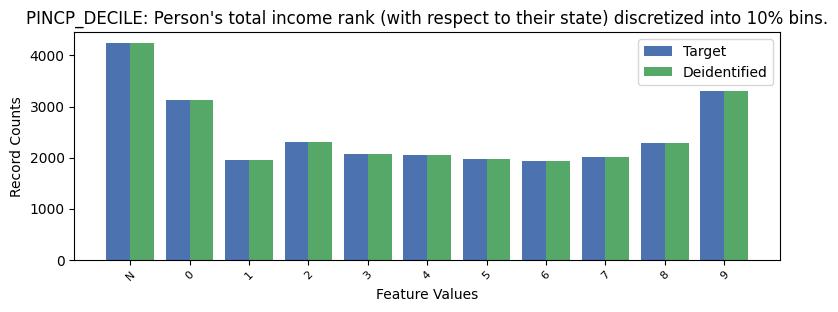 PINCP_DECILE: Person's total income rank (with respect to their state) discretized into 10% bins.
Target
Deidentified
4000
3000
2000
1000
0
Record Counts
N 0 1 2 3 4 5 6 7 8 9
Feature Values